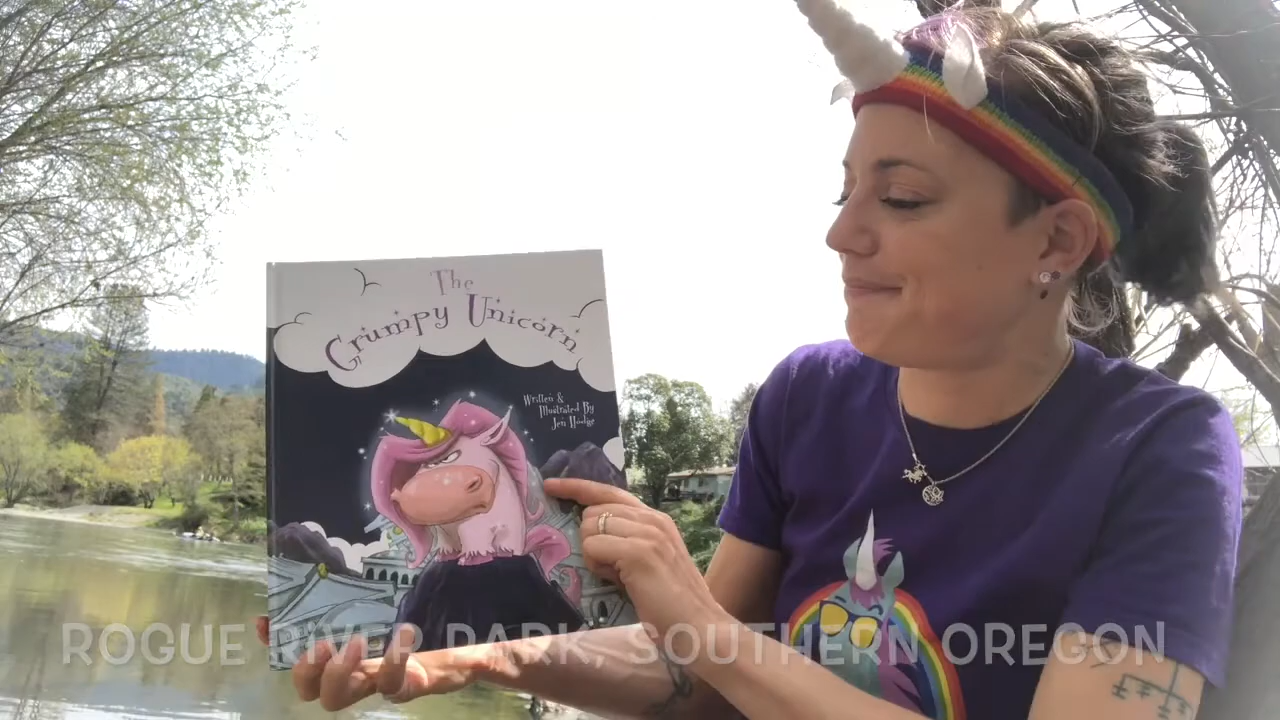 The
Grumpy Unicorn
Written &
Illustrated By
Jen Hodge
ROGUE RIVER PARK, SOUTHERN OREGON